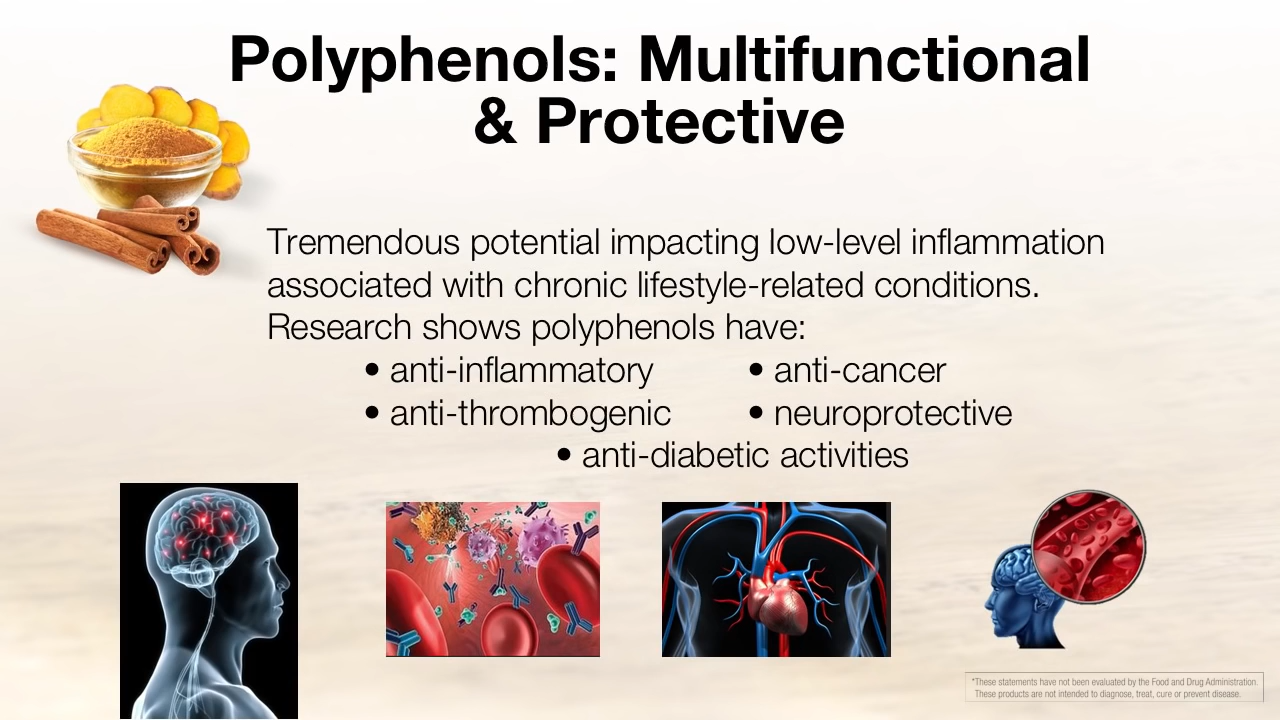 Polyphenols: Multifunctional
& Protective
Tremendous potential impacting low-level inflammation
associated with chronic lifestyle-related conditions.
Research shows polyphenols have:
• anti-inflammatory • anti-cancer
• anti-thrombogenic • neuroprotective
• anti-diabetic activities
*These statements have not been evaluated by the Food and Drug Administration.
These products are not intended to diagnose, treat, cure or prevent disease.